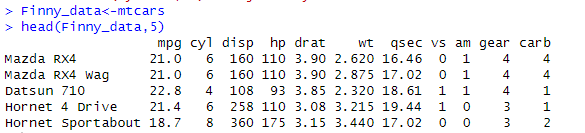 > Finny_data<-mtcars
> head(Finny_data,5)
mpg cyl disp hp drat wt qsec vs am gear carb
Mazda RX4 21.0 6 160 110 3.90 2.620 16.46 0 1 4 4
Mazda RX4 Wag 21.0 6 160 110 3.90 2.875 17.02 0 1 4 4
Datsun 710 22.8 4 108 93 3.85 2.320 18.61 1 1 4 1
Hornet 4 Drive 21.4 6 258 110 3.08 3.215 19.44 1 0 3 1
Hornet Sportabout 18.7 8 360 175 3.15 3.440 17.02 0 0 3 2